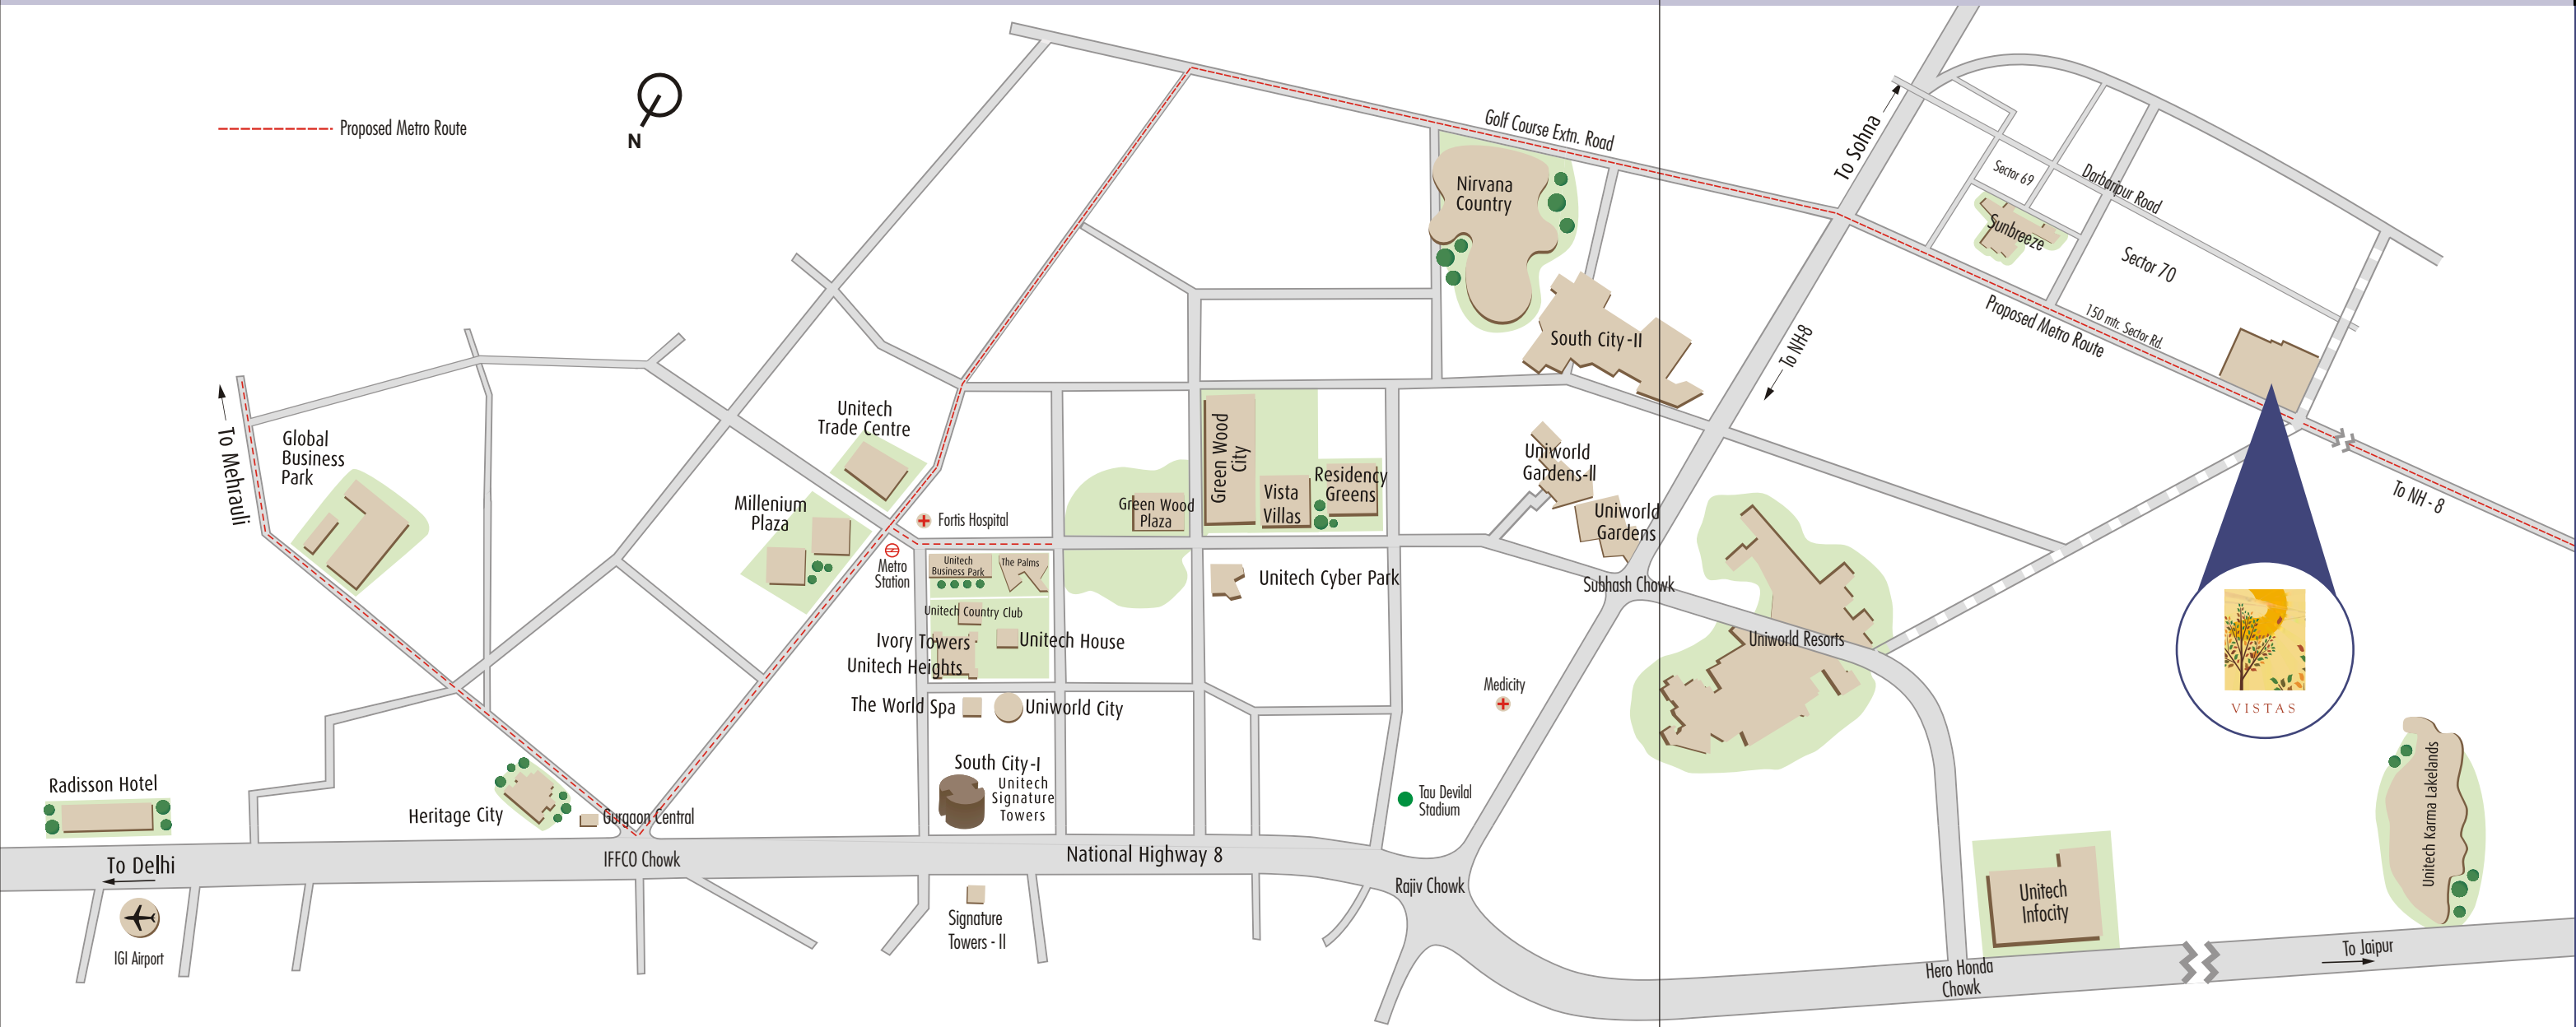 Proposed Metro Route
N
Golf Course Extn. Road
To Sohna
Nirvana
Country
Sector 69
Darbaripur Road
Sunbreeze
Sector 70
Proposed Metro Route
150 mtr. Sector Rd.
South City-II
To NH-8
To NH - 8
To Mehrauli
Global
Business
Park
Unitech
Trade Centre
Millenium
Plaza
Fortis Hospital
Metro
Station
Green Wood
Plaza
Green Wood
City
Vista
Villas
Residency
Greens
Uniworld
Gardens-II
Uniworld
Gardens
Unitech
Business Park
The Palms
Unitech Cyber Park
Subhash Chowk
Unitech Country Club
Ivory Towers
Unitech House
Unitech Heights
Uniworld Resorts
The World Spa
Uniworld City
Medicity
VISTAS
South City-I
Unitech
Signature
Towers
Tau Devilal
Stadium
Radisson Hotel
Heritage City
Gurgaon Central
Unitech Karma Lakelands
To Delhi
IFFCO Chowk
National Highway 8
Rajiv Chowk
Unitech
Infocity
IGI Airport
Signature
Towers - II
Hero Honda
Chowk
To Jaipur